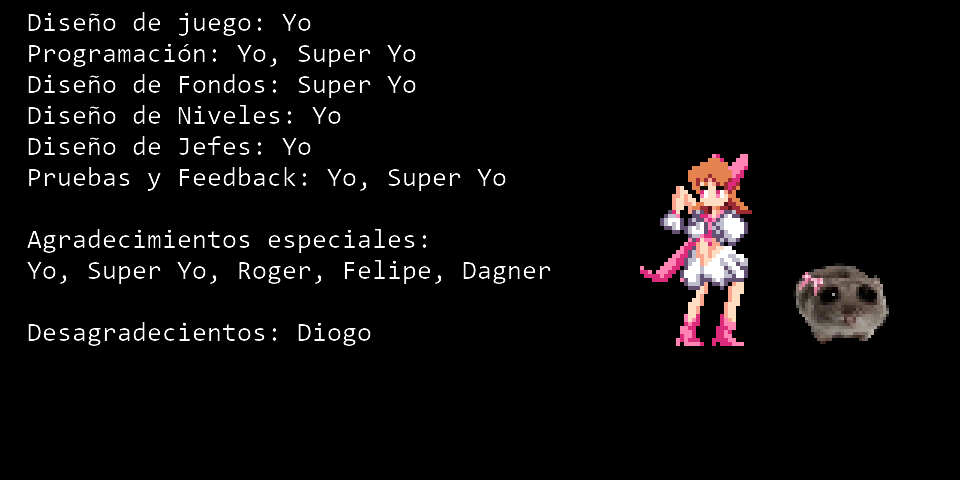 Diseño de juego: Yo
Programación: Yo, Super Yo
Diseño de Fondos: Super Yo
Diseño de Niveles: Yo
Diseño de Jefes: Yo
Pruebas y Feedback: Yo, Super Yo
Agradecimientos especiales:
Yo, Super Yo, Roger, Felipe, Dagner
Desagradecientos: Diogo